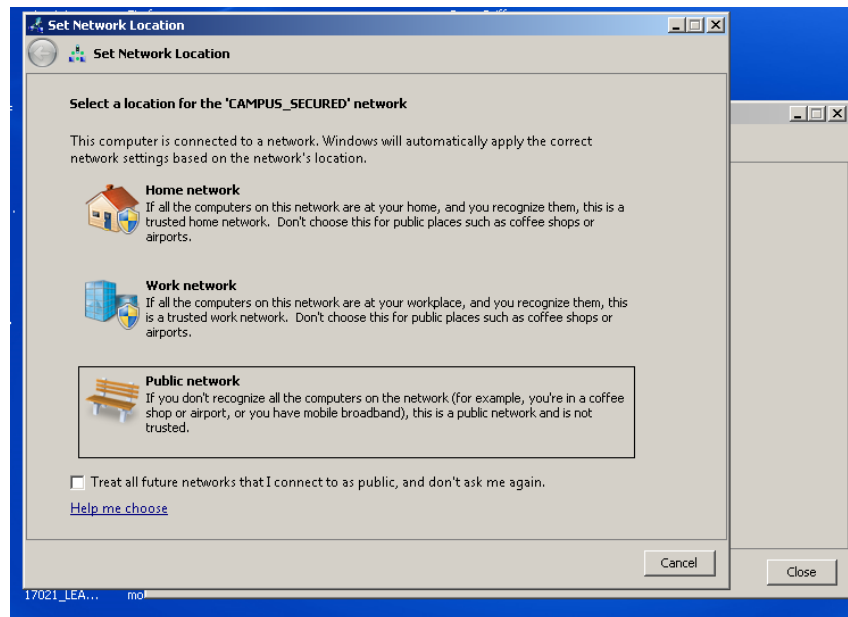 Set Network Location
Set Network Location
Select a location for the 'CAMPUS_SECURED' network
This computer is connected to a network. Windows will automatically apply the correct
network settings based on the network's location.
Home network
If all the computers on this network are at your home, and you recognize them, this is a
trusted home network.  Don't choose this for public places such as coffee shops or
airports.
Work network
If all the computers on this network are at your workplace, and you recognize them, this
is a trusted work network.  Don't choose this for public places such as coffee shops or
airports.
Public network
If you don't recognize all the computers on the network (for example, you're in a coffee
shop or airport, or you have mobile broadband), this is a public network and is not
trusted.
Treat all future networks that I connect to as public, and don't ask me again.
Help me choose
Cancel
Close
17021_LEA...